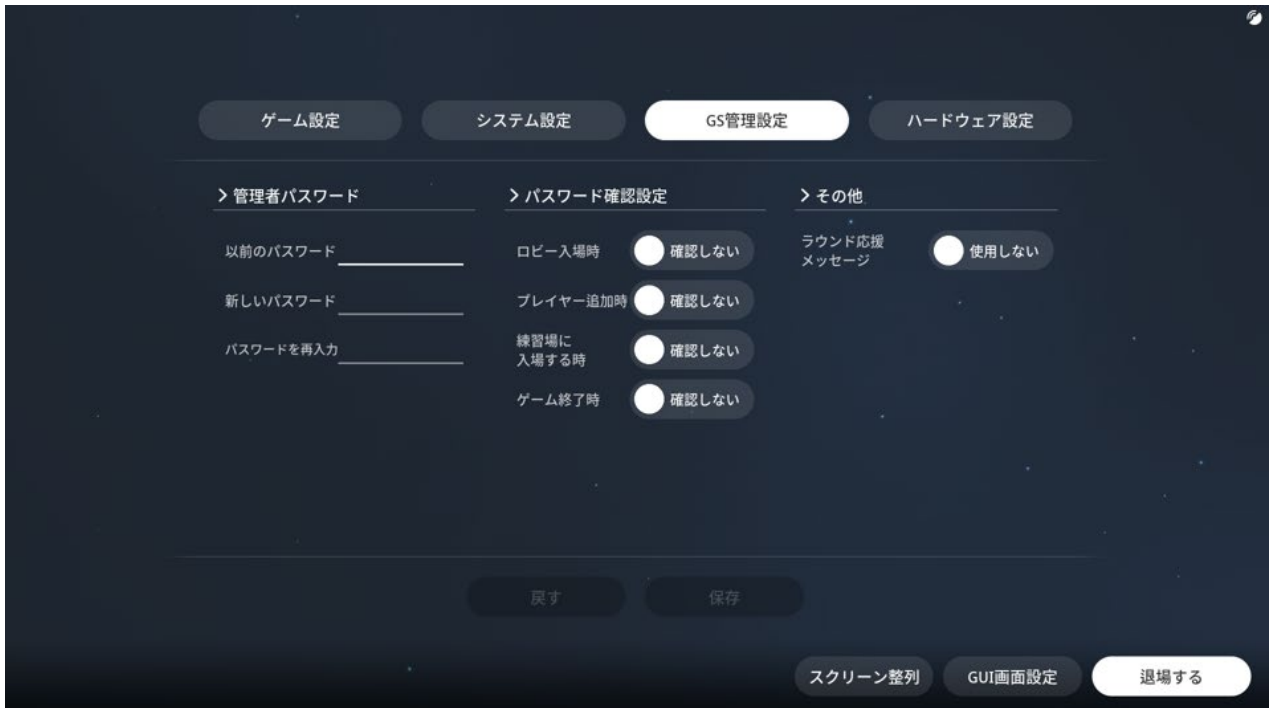 ゲーム設定
システム設定
GS管理設定
ハードウェア設定
管理者パスワード
以前のパスワード
新しいパスワード
パスワードを再入力
パスワード確認設定
ロビー入場時 確認しない
プレイヤー追加時 確認しない
練習場に
入場する時 確認しない
ゲーム終了時 確認しない
その他
ラウンド応援
メッセージ 使用しない
戻す
保存
スクリーン整列
GUI画面設定
退場する